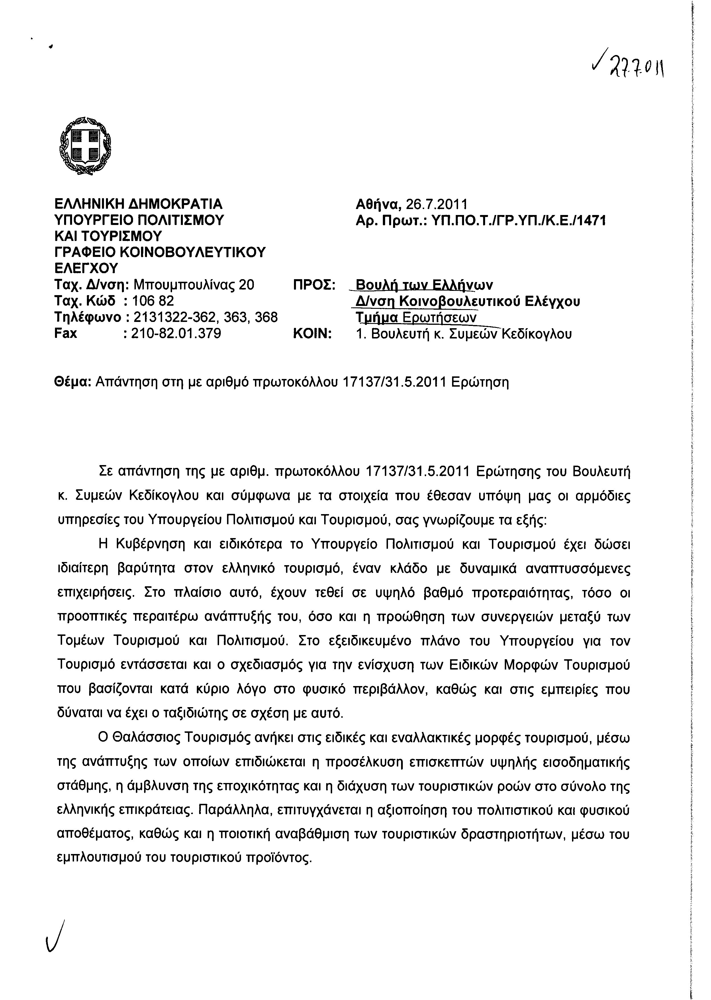 27.7.011
ΕΛΛΗΝΙΚΗ ΔΗΜΟΚΡΑΤΙΑ
ΥΠΟΥΡΓΕΙΟ ΠΟΛΙΤΙΣΜΟΥ
ΚΑΙ ΤΟΥΡΙΣΜΟΥ
ΓΡΑΦΕΙΟ ΚΟΙΝΟΒΟΥΛΕΥΤΙΚΟΥ
ΕΛΕΓΧΟΥ
Ταχ. Δ/νση: Μπουμπουλίνας 20
Ταχ. Κώδ : 106 82
Τηλέφωνο : 2131322-362, 363, 368
Fax : 210-82.01.379
Αθήνα, 26.7.2011
Αρ. Πρωτ.: ΥΠ.ΠΟ.Τ./ΓΡ.ΥΠ./Κ.Ε./1471
ΠΡΟΣ: Βουλή των Ελλήνων
Δ/νση Κοινοβουλευτικού Ελέγχου
Τμήμα Ερωτήσεων
ΚΟΙΝ: 1. Βουλευτή κ. Συμεών Κεδίκογλου
Θέμα: Απάντηση στη με αριθμό πρωτοκόλλου 17137/31.5.2011 Ερώτηση
Σε απάντηση της με αριθμ. πρωτοκόλλου 17137/31.5.2011 Ερώτησης του Βουλευτή
κ. Συμεών Κεδίκογλου και σύμφωνα με τα στοιχεία που έθεσαν υπόψη μας οι αρμόδιες
υπηρεσίες του Υπουργείου Πολιτισμού και Τουρισμού, σας γνωρίζουμε τα εξής:
Η Κυβέρνηση και ειδικότερα το Υπουργείο Πολιτισμού και Τουρισμού έχει δώσει
ιδιαίτερη βαρύτητα στον ελληνικό τουρισμό, έναν κλάδο με δυναμικά αναπτυσσόμενες
επιχειρήσεις. Στο πλαίσιο αυτό, έχουν τεθεί σε υψηλό βαθμό προτεραιότητας, τόσο οι
προοπτικές περαιτέρω ανάπτυξής του, όσο και η προώθηση των συνεργειών μεταξύ των
Τομέων Τουρισμού και Πολιτισμού. Στο εξειδικευμένο πλάνο του Υπουργείου για τον
Τουρισμό εντάσσεται και ο σχεδιασμός για την ενίσχυση των Ειδικών Μορφών Τουρισμού
που βασίζονται κατά κύριο λόγο στο φυσικό περιβάλλον, καθώς και στις εμπειρίες που
δύναται να έχει ο ταξιδιώτης σε σχέση με αυτό.
Ο Θαλάσσιος Τουρισμός ανήκει στις ειδικές και εναλλακτικές μορφές τουρισμού, μέσω
της ανάπτυξης των οποίων επιδιώκεται η προσέλκυση επισκεπτών υψηλής εισοδηματικής
στάθμης, η άμβλυνση της εποχικότητας και η διάχυση των τουριστικών ροών στο σύνολο της
ελληνικής επικράτειας. Παράλληλα, επιτυγχάνεται η αξιοποίηση του πολιτιστικού και φυσικού
αποθέματος, καθώς και η ποιοτική αναβάθμιση των τουριστικών δραστηριοτήτων, μέσω του
εμπλουτισμού του τουριστικού προϊόντος.